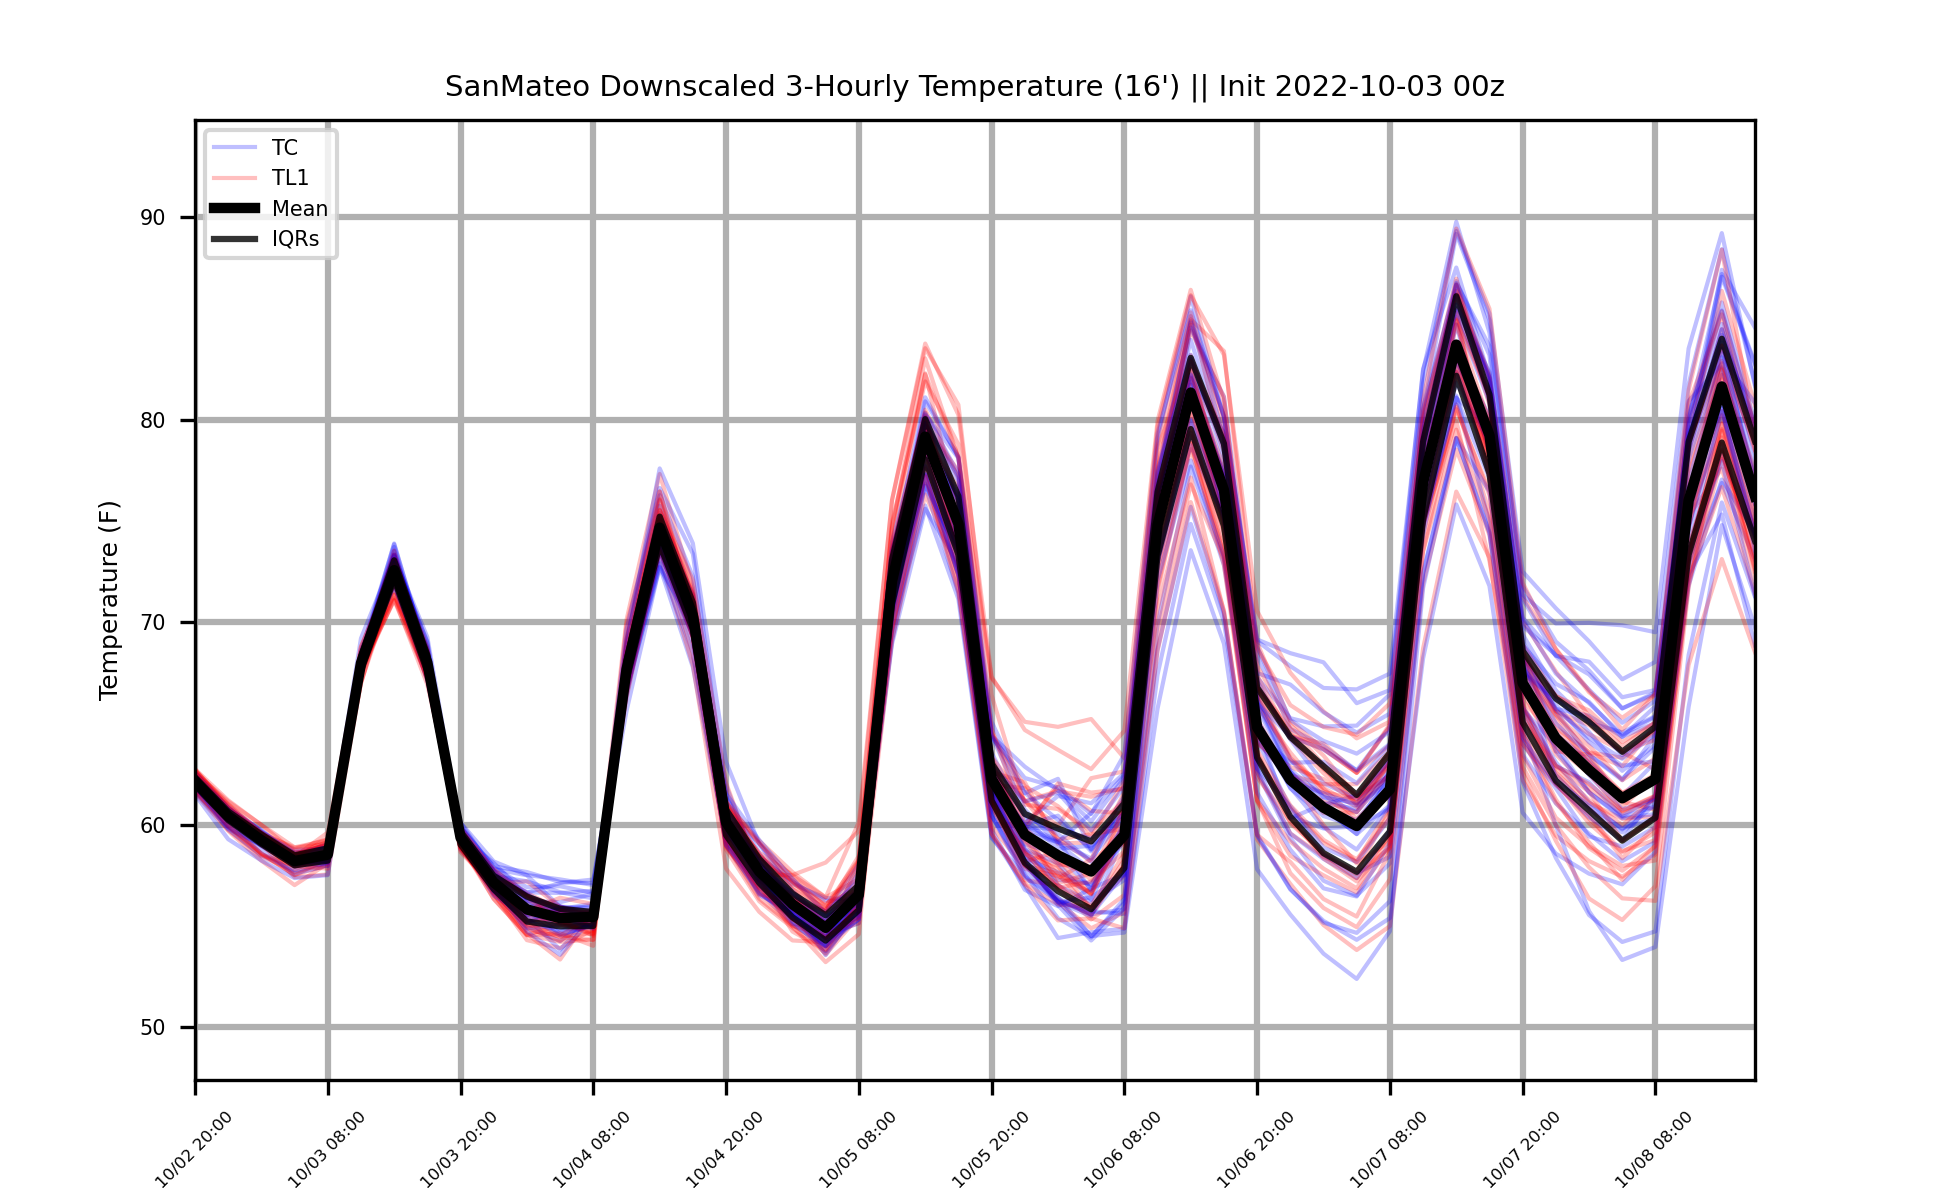 SanMateo Downscaled 3-Hourly Temperature (16') || Init 2022-10-03 00z
TC
TL1
Mean
IQRs
90
80
70
60
50
Temperature (F)
10/02 20:00
10/03 08:00
10/03 20:00
10/04 08:00
10/04 20:00
10/05 08:00
10/05 20:00
10/06 08:00
10/06 20:00
10/07 08:00
10/07 20:00
10/08 08:00